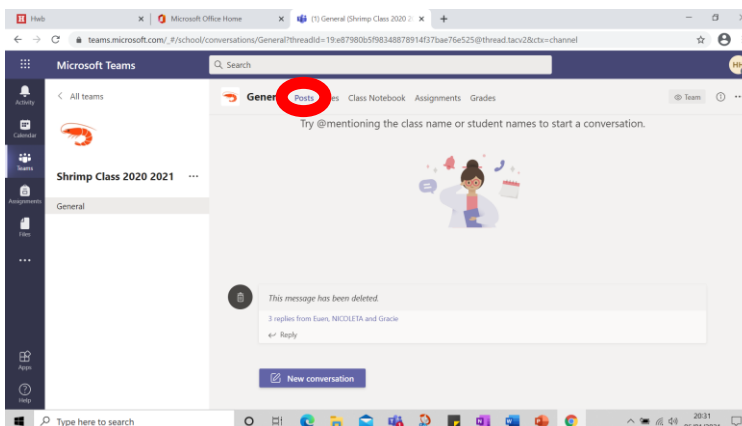 Hwb
Microsoft Office Home
(1) General (Shrimp Class 2020 2
teams.microsoft.com/_#/school/conversations/General?threadId=19:e87980b5f98348878914f37bae76e525@thread.tacv2&ctx=channel
Microsoft Teams
Search
HH
Activity
All teams
Posts
Class Notebook
Assignments
Grades
Team
Try @mentioning the class name or student names to start a conversation.
Calendar
Teams
Shrimp Class 2020 2021
Assignments
General
Files
This message has been deleted.
3 replies from Euen, NICOLETA and Gracie
Reply
New conversation
Apps
Help
Type here to search
20:31